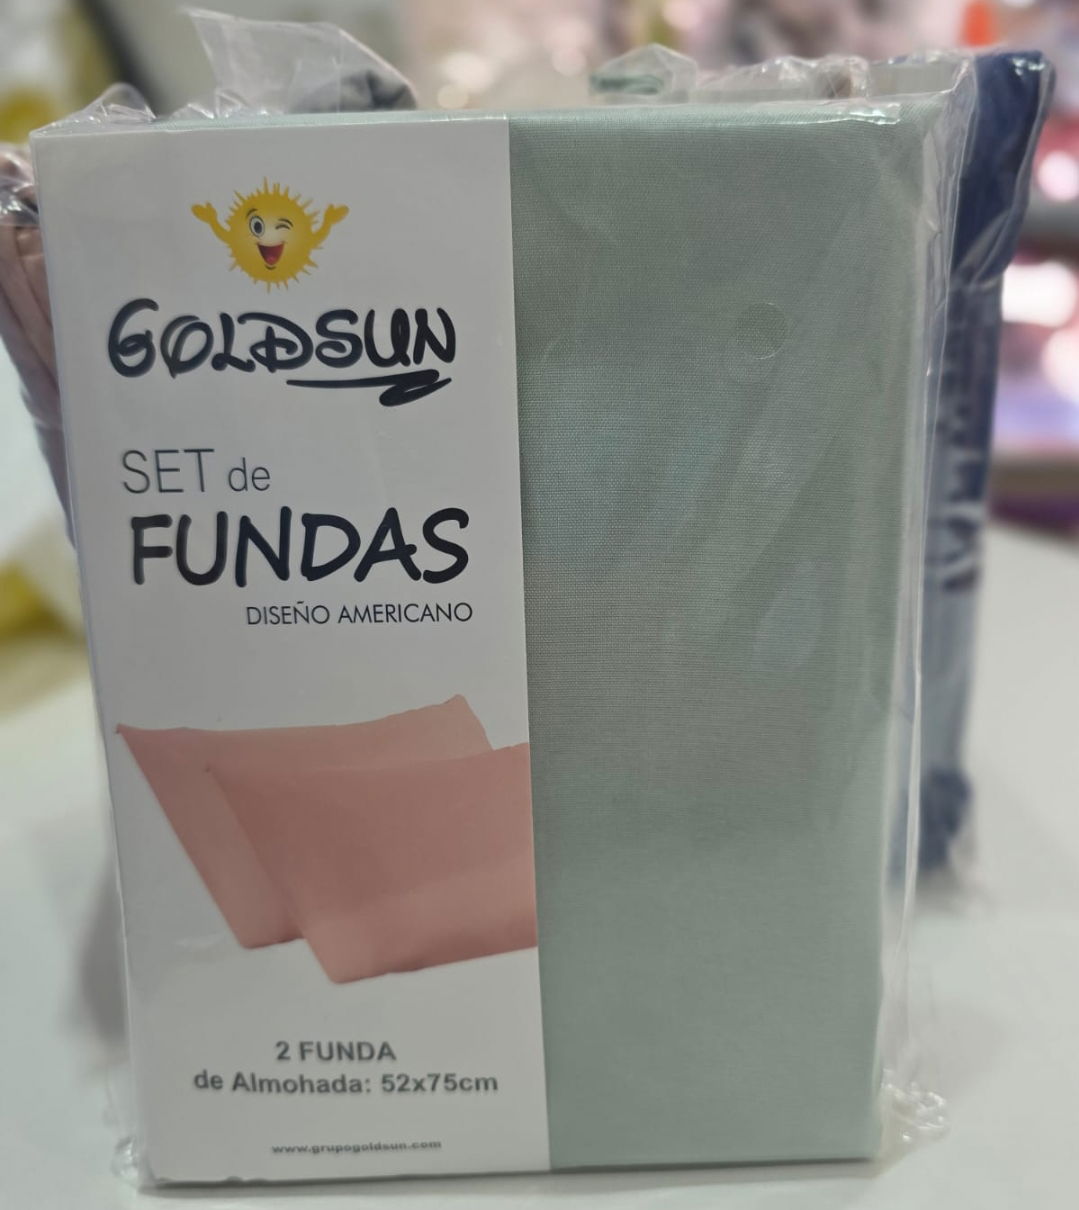 GOLDSUN
SET de
FUNDAS
DISEÑO AMERICANO
2 FUNDA
de Almohada: 52x75cm
www.grupogoldsun.com